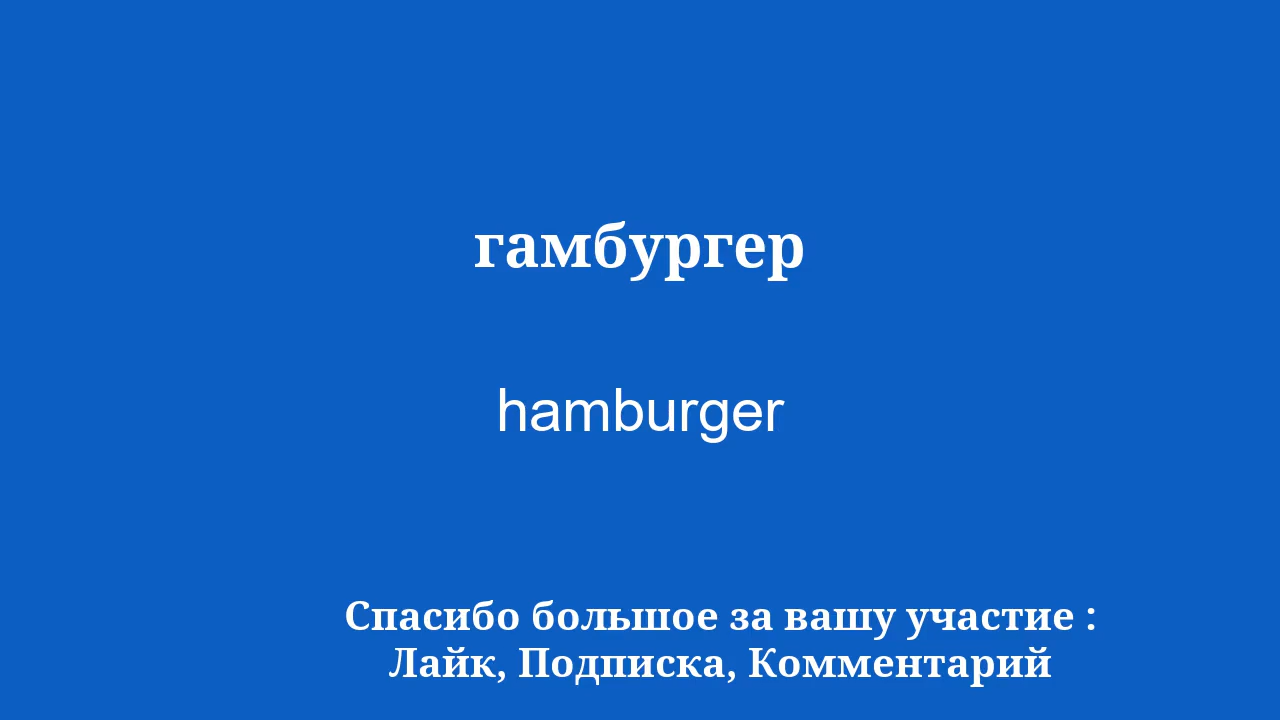 гамбургер
hamburger
Спасибо большое за вашу участие :
Лайк, Подписка, Комментарий